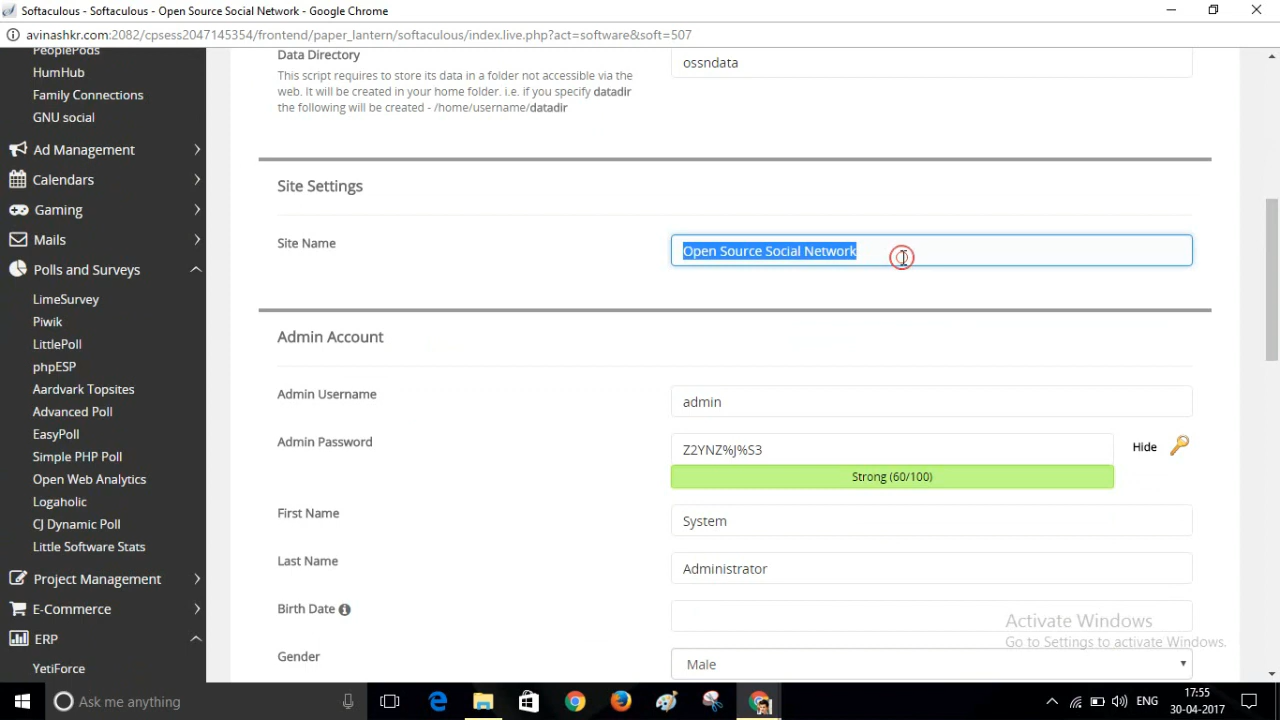 Softaculous - Softaculous - Open Source Social Network - Google Chrome
avinashkr.com:2082/cpsess2047145354/frontend/paper_lantern/softaculous/index.live.php?act=software&soft=507
PeoplePods
HumHub
Family Connections
GNU social
Ad Management
Calendars
Gaming
Mails
Polls and Surveys
LimeSurvey
Piwik
LittlePoll
phpESP
Aardvark Topsites
Advanced Poll
EasyPoll
Simple PHP Poll
Open Web Analytics
Logaholic
CJ Dynamic Poll
Little Software Stats
Project Management
E-Commerce
ERP
YetiForce
Data Directory
This script requires to store its data in a folder not accessible via the
web. It will be created in your home folder. i.e. if you specify datadir
the following will be created - /home/username/datadir
ossndata
Site Settings
Site Name
Open Source Social Network
Admin Account
Admin Username
admin
Admin Password
Z2YNZ%J%S3
Hide
Strong (60/100)
First Name
System
Last Name
Administrator
Birth Date
Gender
Male
Activate Windows
Go to Settings to activate Windows.
Ask me anything
ENG
17:55
30-04-2017